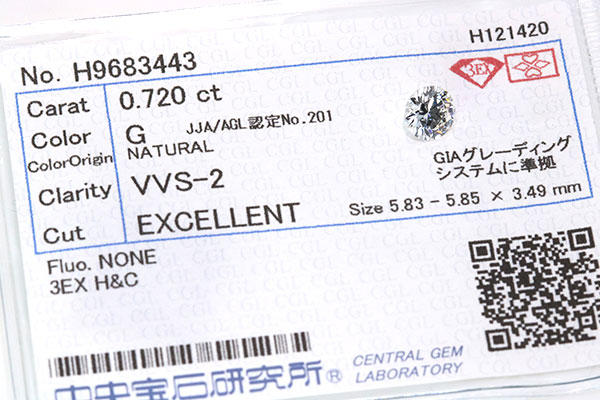 H121420
No. H9683443
3EX
Carat 0.720 ct
Color G JJA/AGL認定No.201
ColorOrigin NATURAL
Clarity VVS-2
Cut EXCELLENT
GIAグレーディング
システムに準拠
Size 5.83 - 5.85 × 3.49 mm
Fluo. NONE
3EX H&C
中央宝石研究所® CENTRAL GEM
LABORATORY